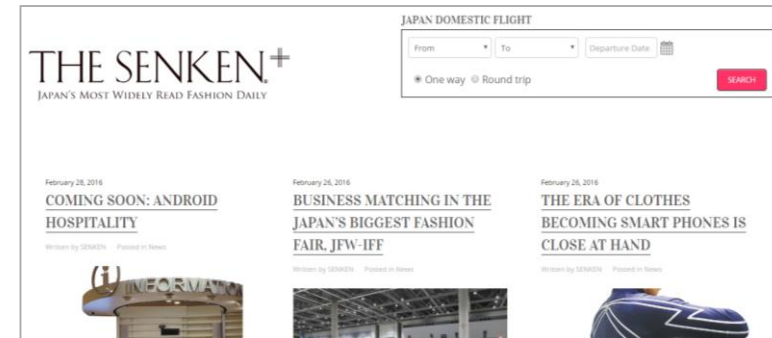 JAPAN DOMESTIC FLIGHT
From
To
Departure Date
One way
Round trip
SEARCH
THE SENKEN+
JAPAN'S MOST WIDELY READ FASHION DAILY
February 28, 2016
COMING SOON: ANDROID
HOSPITALITY
Written by SENKEN Posted in News
February 26, 2016
BUSINESS MATCHING IN THE
JAPAN'S BIGGEST FASHION
FAIR, JFW-IFF
Written by SENKEN Posted in News
February 26, 2016
THE ERA OF CLOTHES
BECOMING SMART PHONES IS
CLOSE AT HAND
Written by SENKEN Posted in News
i INFORMATIO